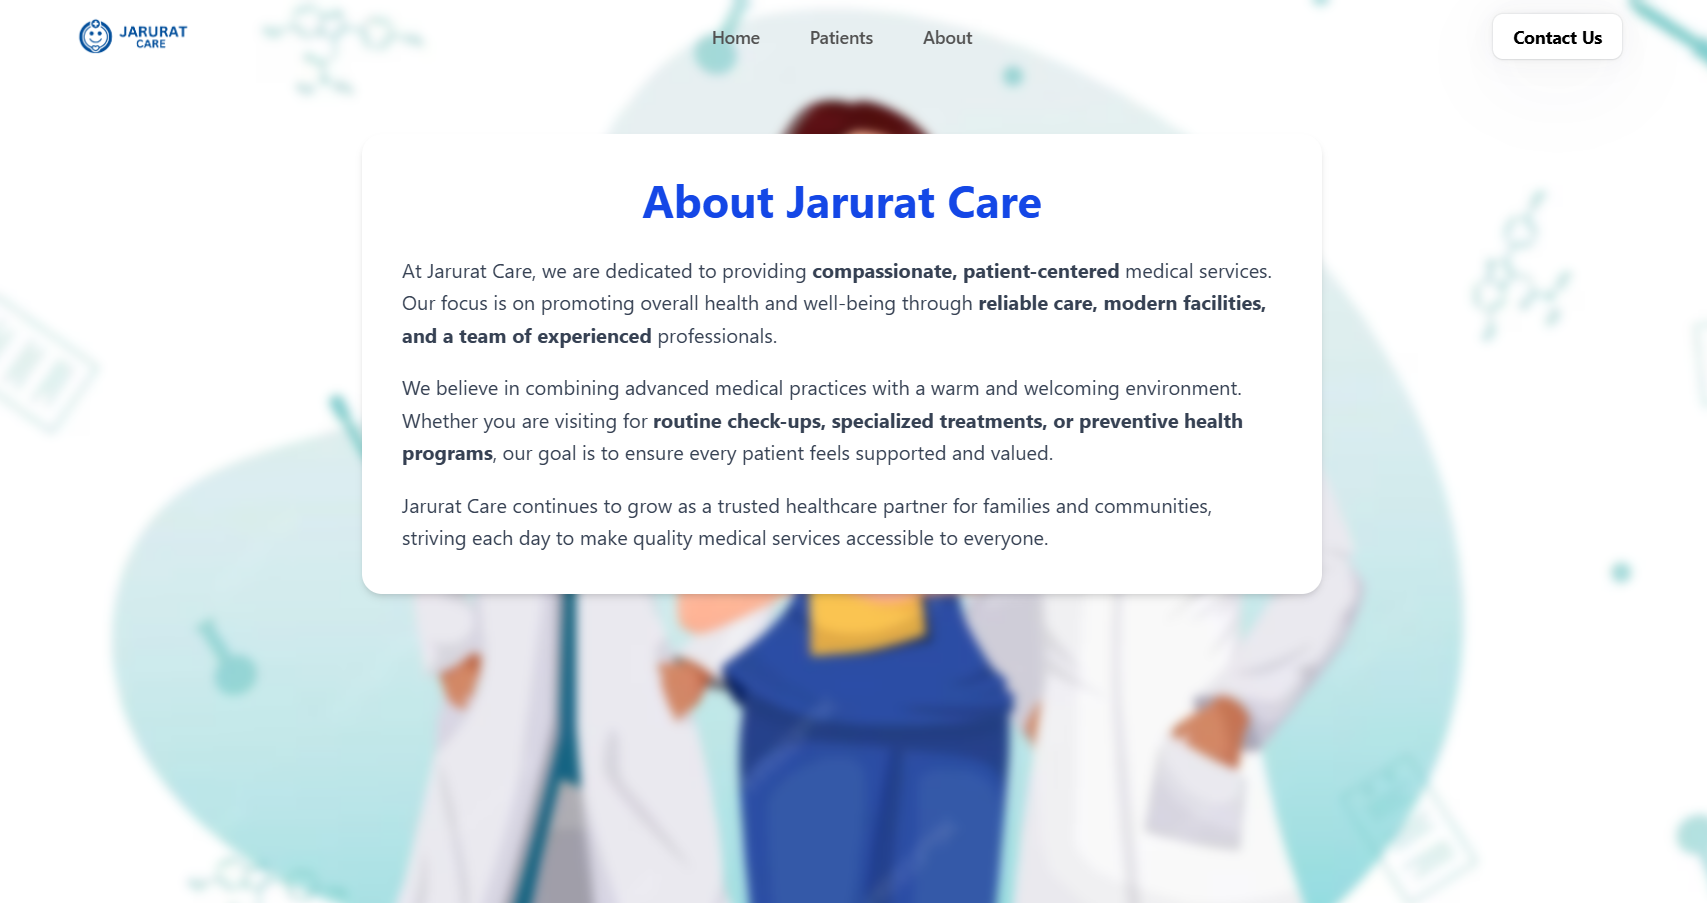 JARURAT
CARE
Home
Patients
About
Contact Us
About Jarurat Care
At Jarurat Care, we are dedicated to providing compassionate, patient-centered medical services.
Our focus is on promoting overall health and well-being through reliable care, modern facilities,
and a team of experienced professionals.
We believe in combining advanced medical practices with a warm and welcoming environment.
Whether you are visiting for routine check-ups, specialized treatments, or preventive health
programs, our goal is to ensure every patient feels supported and valued.
Jarurat Care continues to grow as a trusted healthcare partner for families and communities,
striving each day to make quality medical services accessible to everyone.